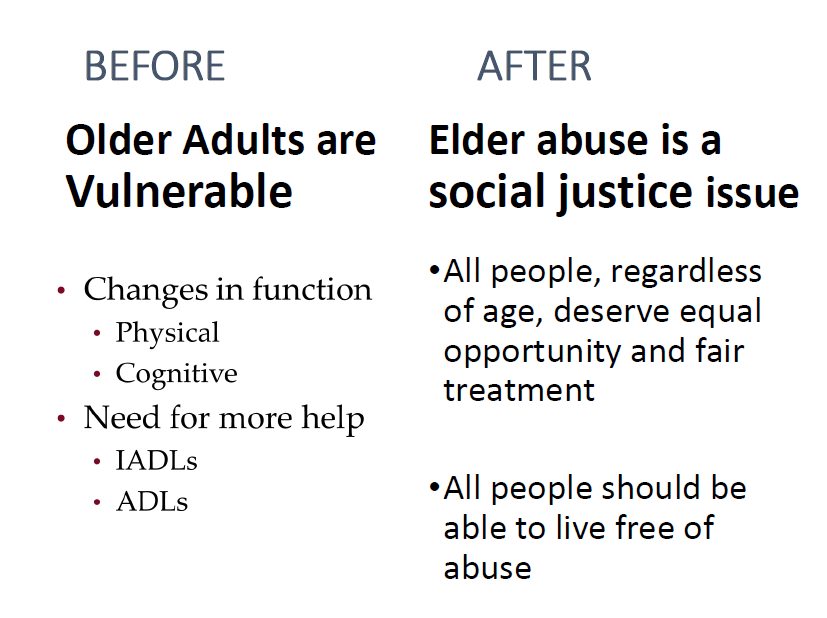 BEFORE
Older Adults are
Vulnerable
• Changes in function
• Physical
• Cognitive
• Need for more help
• IADLs
• ADLs
AFTER
Elder abuse is a
social justice issue
•All people, regardless
of age, deserve equal
opportunity and fair
treatment
•All people should be
able to live free of
abuse